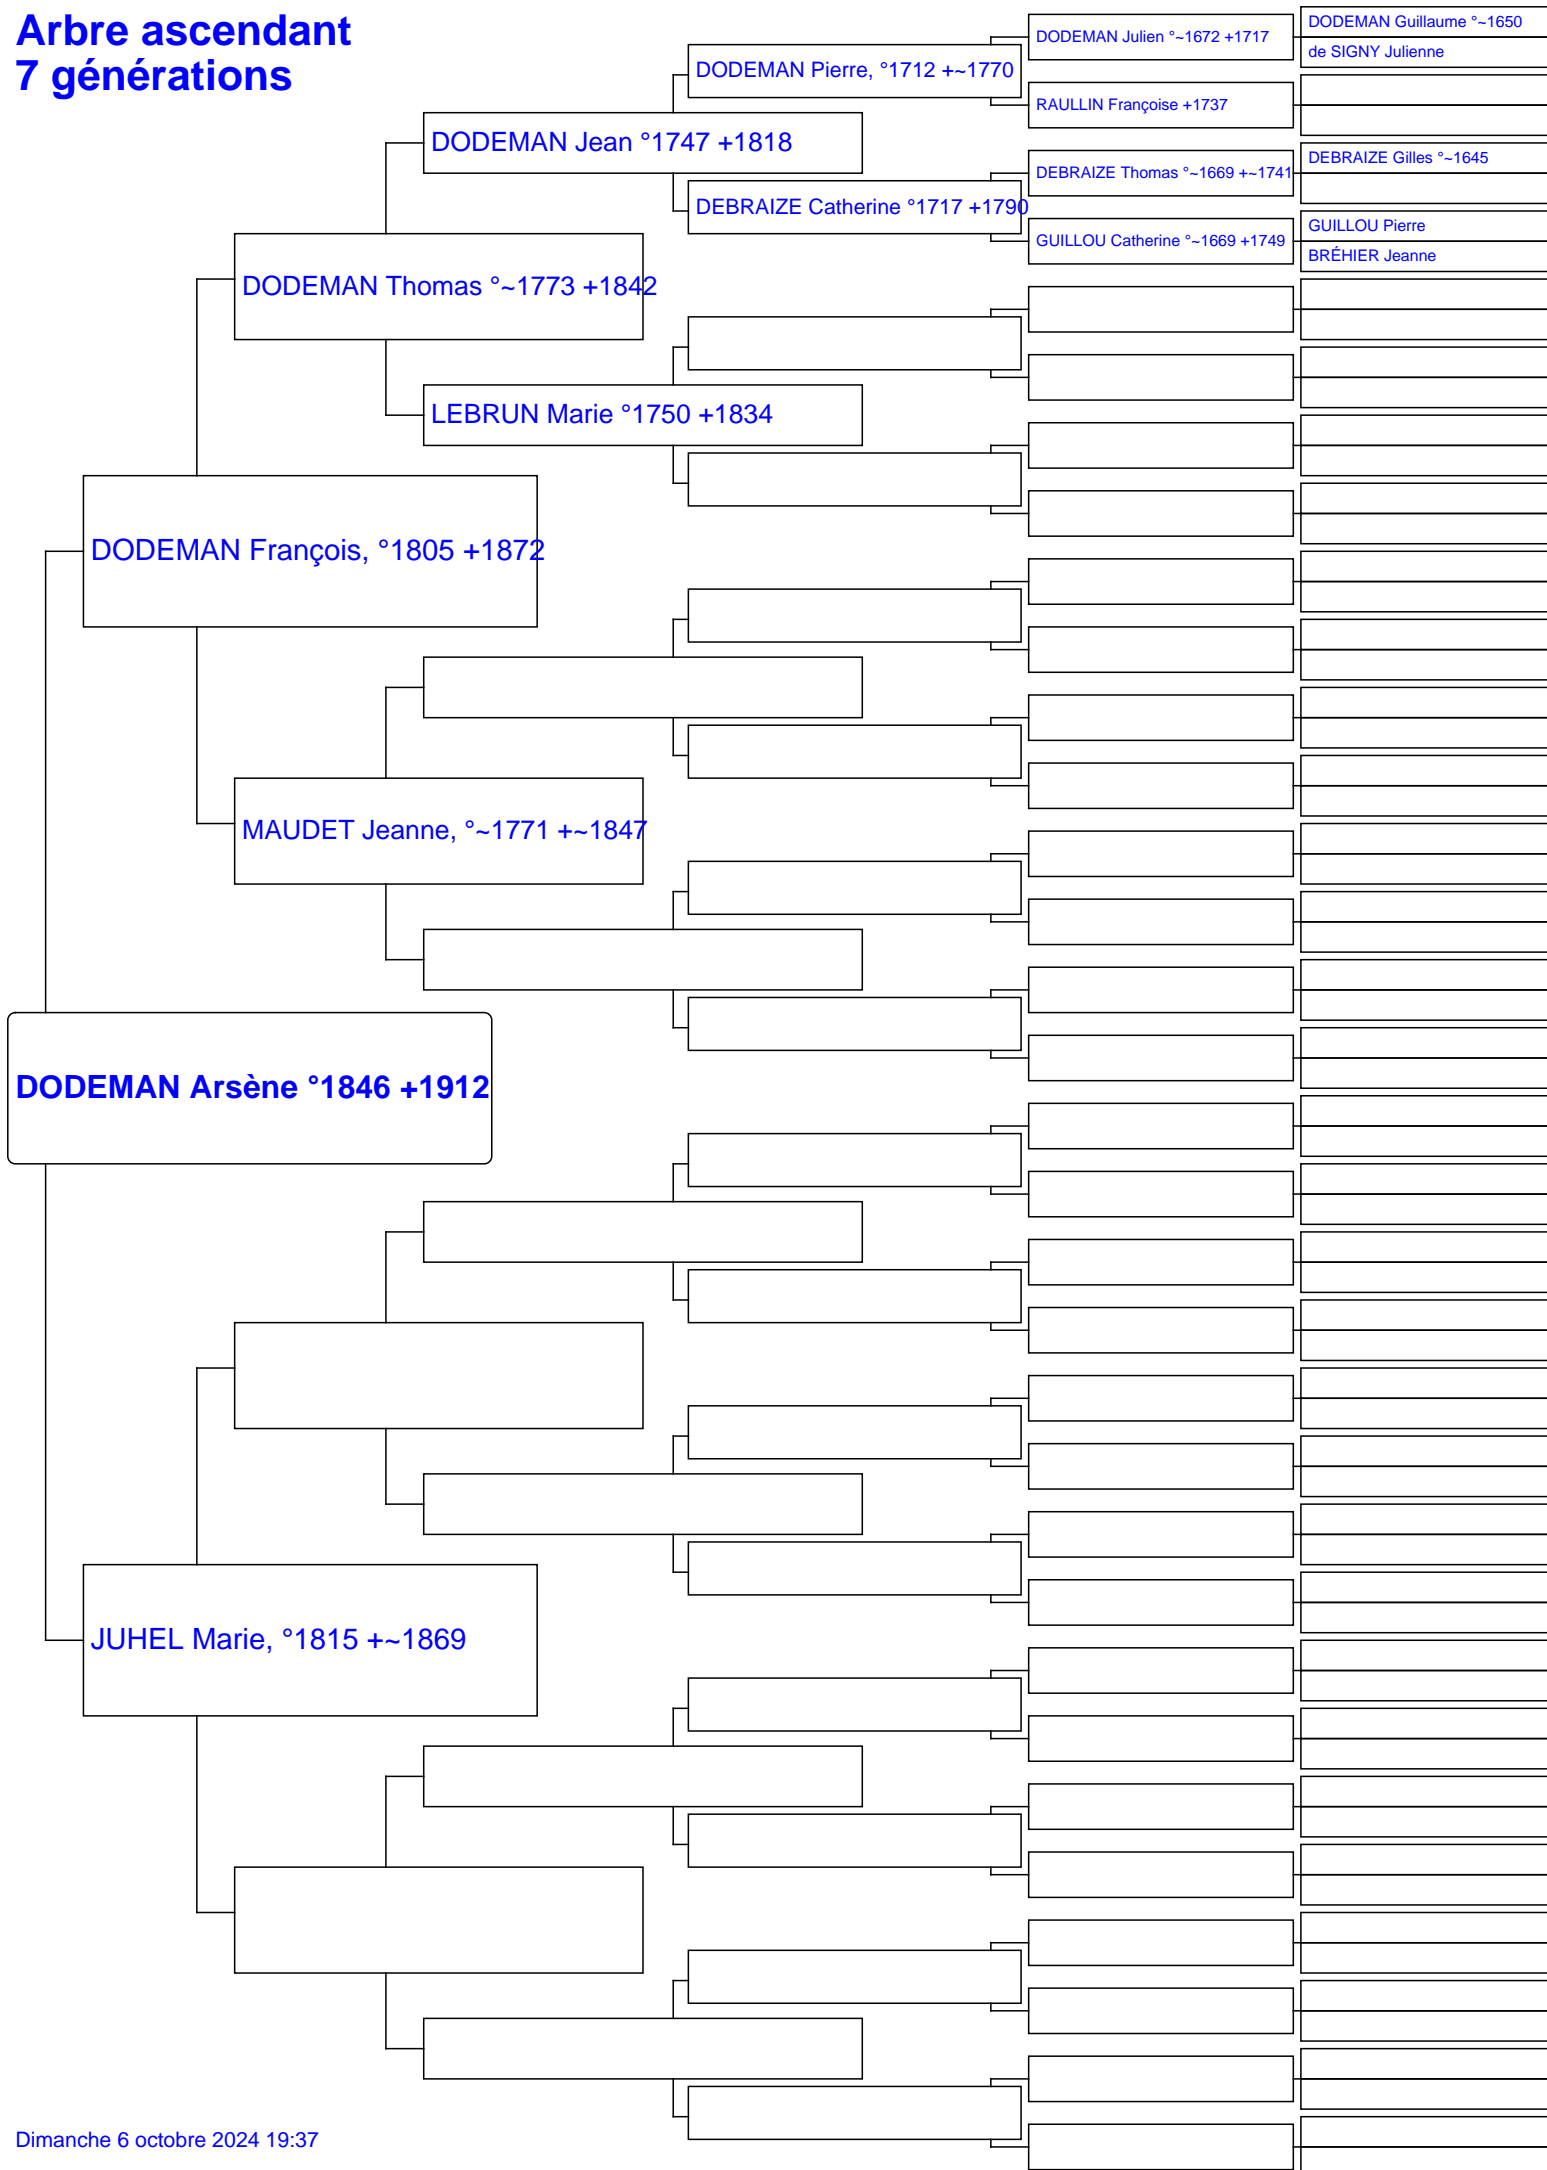 Arbre ascendant
7 générations
DODEMAN Guillaume °~1650
de SIGNY Julienne
DODEMAN Julien °~1672 +1717
DODEMAN Pierre, °1712 +~1770
RAULLIN Françoise +1737
DODEMAN Jean °1747 +1818
DEBRAIZE Gilles °~1645
DEBRAIZE Thomas °~1669 +~1741
DEBRAIZE Catherine °1717 +1790
GUILLOU Pierre
GUILLOU Catherine °~1669 +1749
BRÉHIER Jeanne
DODEMAN Thomas °~1773 +1842
LEBRUN Marie °1750 +1834
DODEMAN François, °1805 +1872
MAUDET Jeanne, °~1771 +~1847
DODEMAN Arsène °1846 +1912
JUHEL Marie, °1815 +~1869
Dimanche 6 octobre 2024 19:37